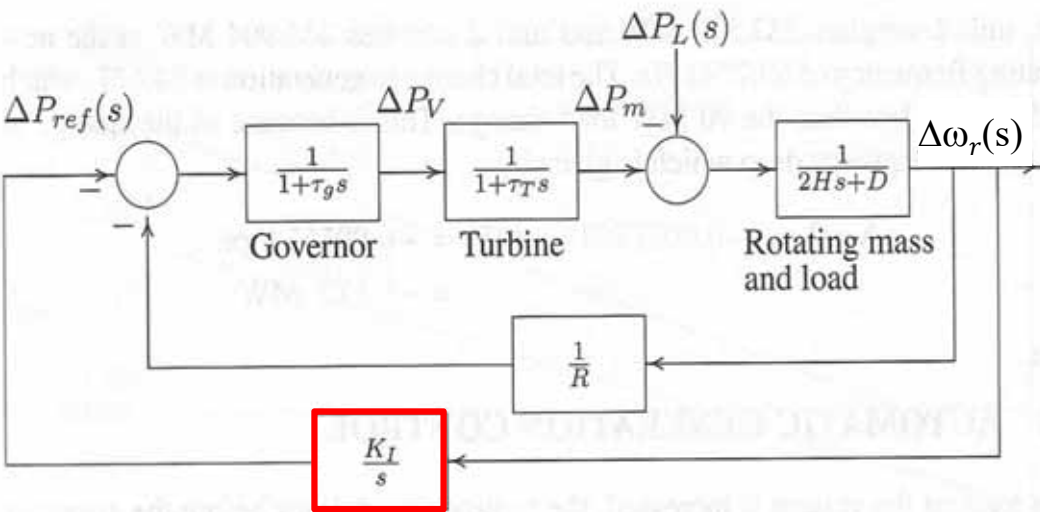 ΔP_L(s)
ΔP_ref(s)
ΔP_V
ΔP_m
Δω_r(s)
−
−
−
1/(1+τ_g s)
1/(1+τ_T s)
1/(2Hs+D)
Governor
Turbine
Rotating mass
and load
1/R
K_I/s